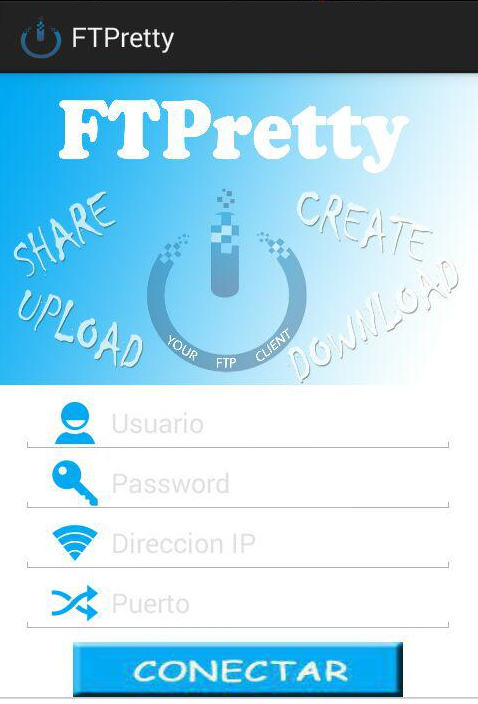 FTPretty
FTPretty
SHARE
CREATE
UPLOAD
DOWNLOAD
YOUR FTP CLIENT
Usuario
Password
Direccion IP
Puerto
CONECTAR